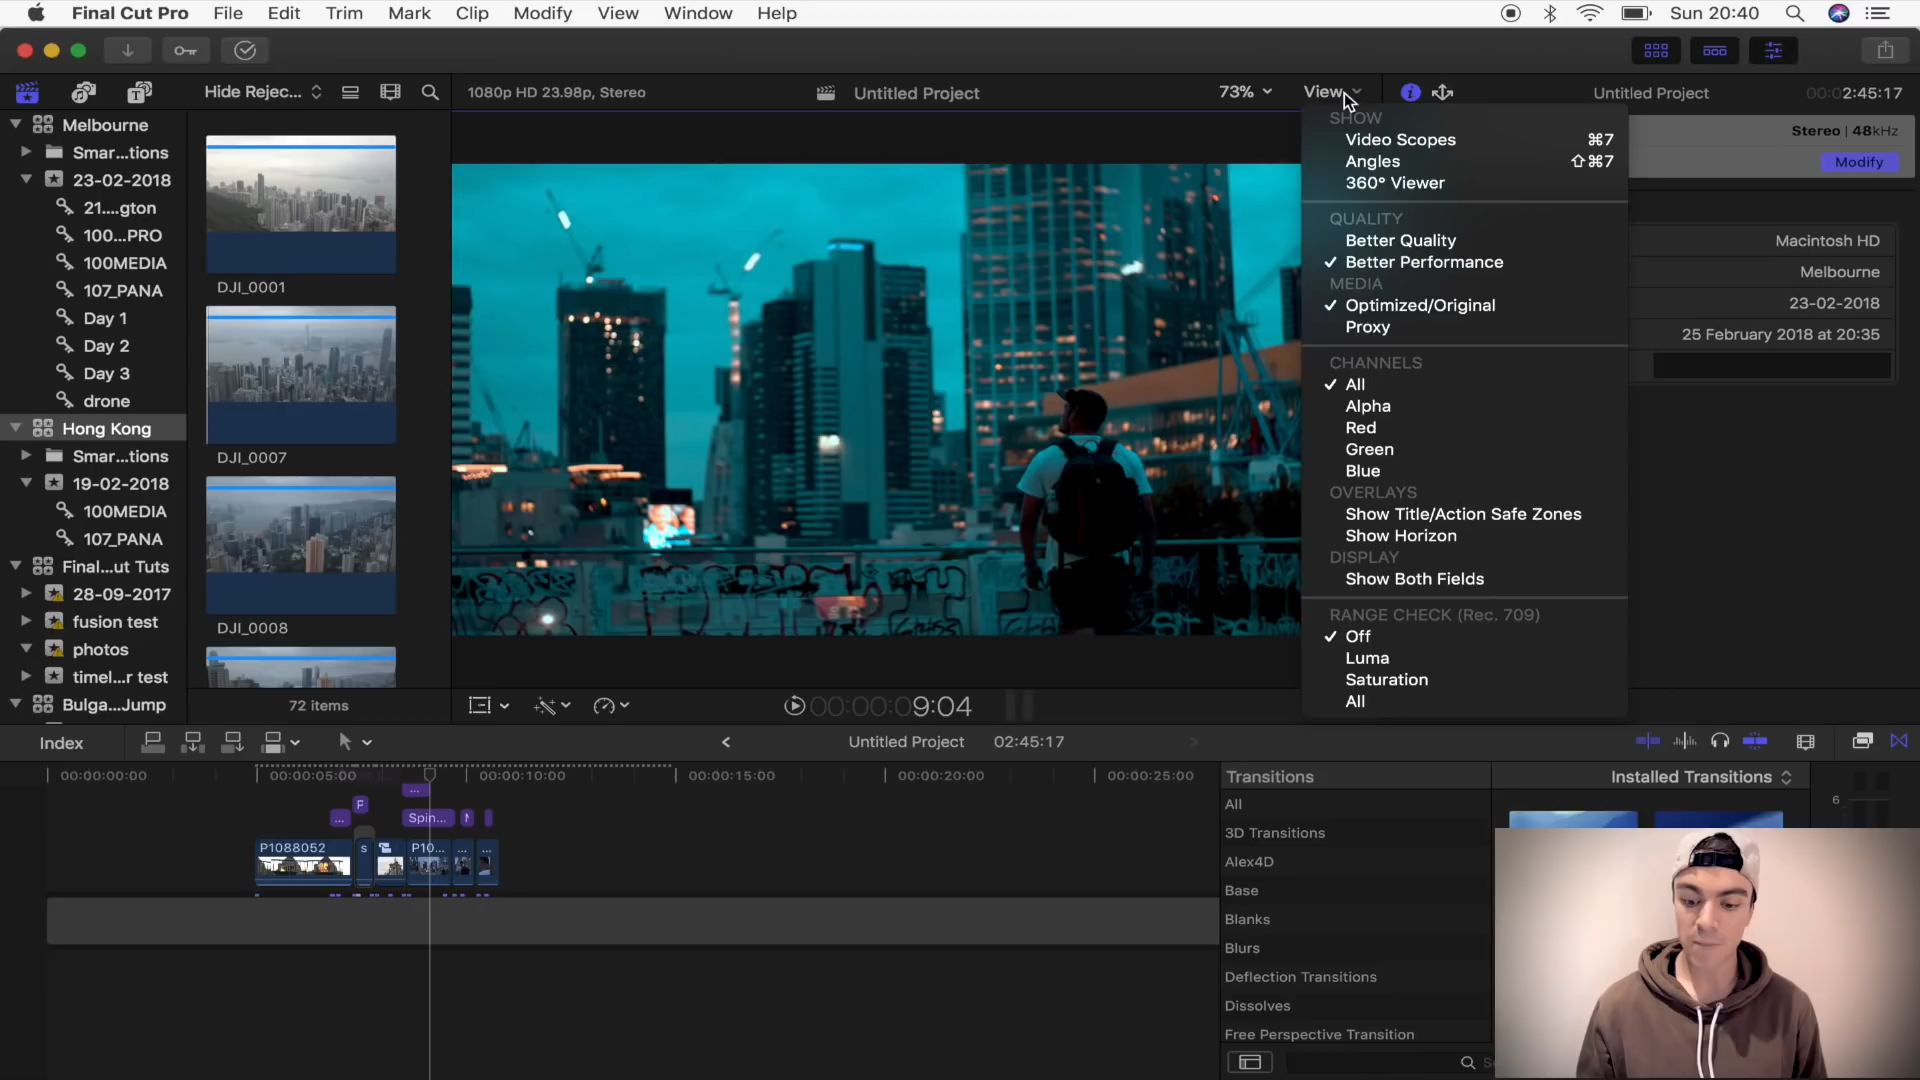 Final Cut Pro File Edit Trim Mark Clip Modify View Window Help Sun 20:40
Hide Rejec... 1080p HD 23.98p, Stereo Untitled Project 73% View Untitled Project 00:00:02:45:17
Melbourne
Smar...tions
23-02-2018
21....gton
100...PRO
100MEDIA
107_PANA
Day 1
Day 2
Day 3
drone
Hong Kong
Smar...tions
19-02-2018
100MEDIA
107_PANA
Final...ut Tuts
28-09-2017
fusion test
photos
timel...r test
Bulga...Jump
DJI_0001
DJI_0007
DJI_0008
72 items
SHOW
Video Scopes ⌘7
Angles ⇧⌘7
360° Viewer
QUALITY
Better Quality
✓ Better Performance
MEDIA
✓ Optimized/Original
Proxy
CHANNELS
✓ All
Alpha
Red
Green
Blue
OVERLAYS
Show Title/Action Safe Zones
Show Horizon
DISPLAY
Show Both Fields
RANGE CHECK (Rec. 709)
✓ Off
Luma
Saturation
All
Stereo | 48kHz
Modify
Macintosh HD
Melbourne
23-02-2018
25 February 2018 at 20:35
00:00:00:09:04
Index Untitled Project 02:45:17
00:00:00:00 00:00:05:00 00:00:10:00 00:00:15:00 00:00:20:00 00:00:25:00
...
P
... Spin...
P1088052 s P10... ... ...
Transitions Installed Transitions
All
3D Transitions
Alex4D
Base
Blanks
Blurs
Deflection Transitions
Dissolves
Free Perspective Transition
6